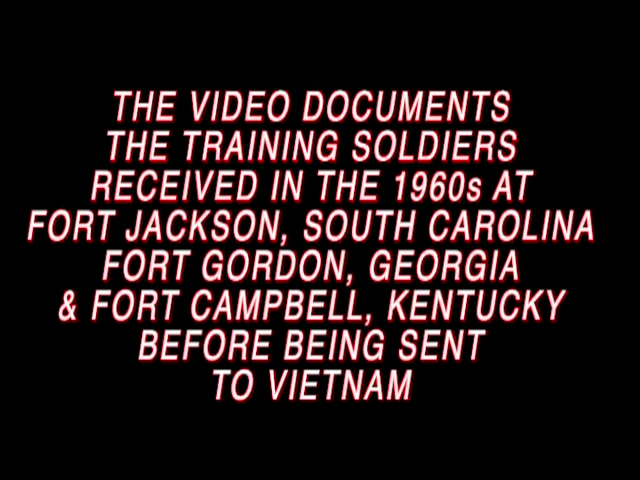 THE VIDEO DOCUMENTS
THE TRAINING SOLDIERS
RECEIVED IN THE 1960s AT
FORT JACKSON, SOUTH CAROLINA
FORT GORDON, GEORGIA
& FORT CAMPBELL, KENTUCKY
BEFORE BEING SENT
TO VIETNAM